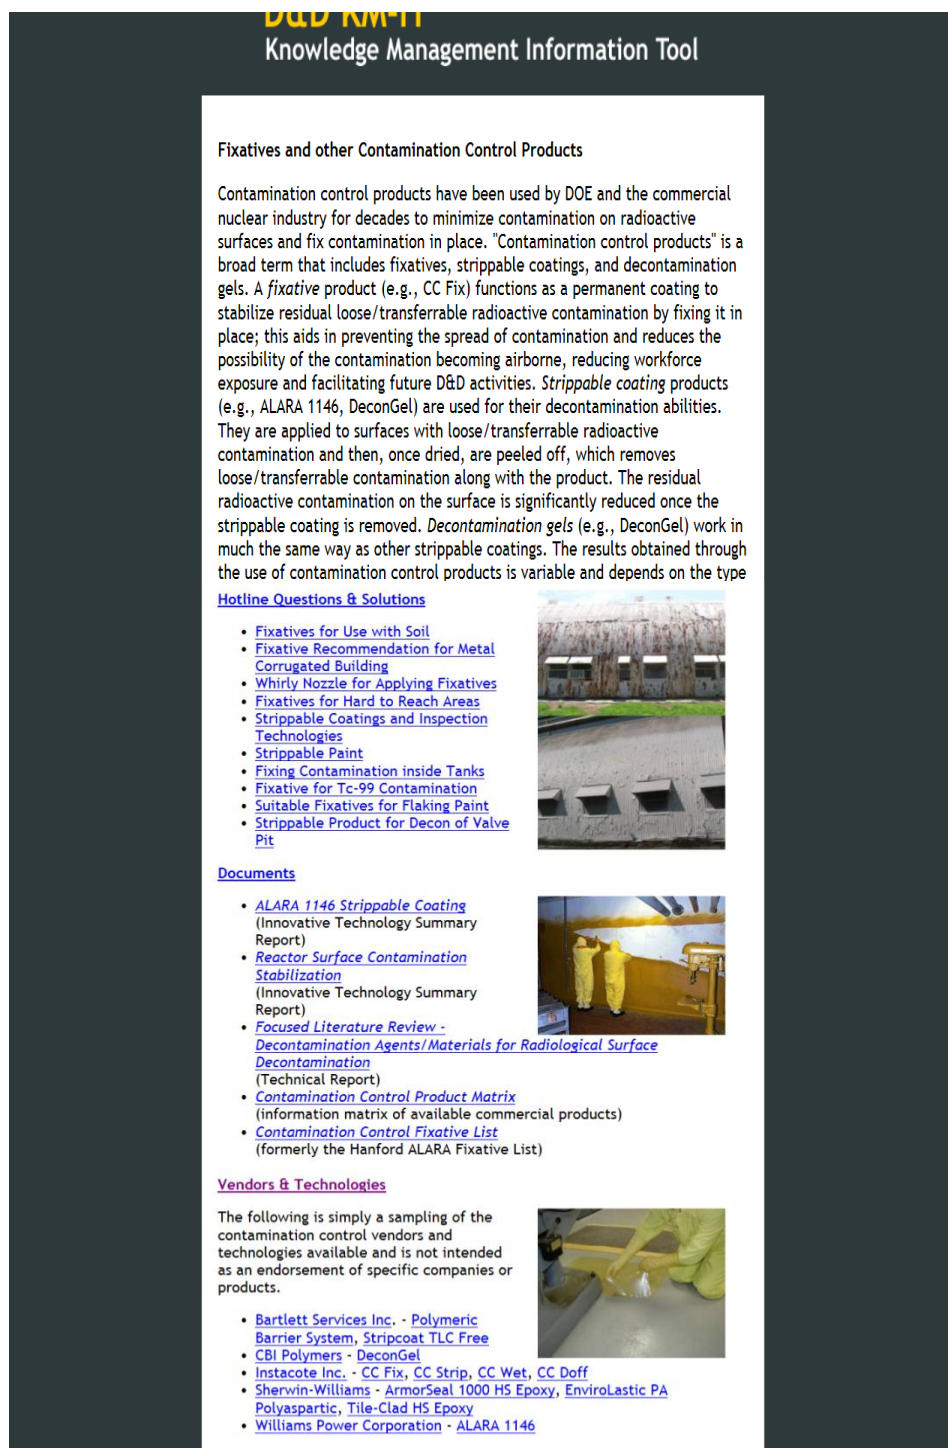 D&D KM-IT
Knowledge Management Information Tool
Fixatives and other Contamination Control Products
Contamination control products have been used by DOE and the commercial
nuclear industry for decades to minimize contamination on radioactive
surfaces and fix contamination in place. "Contamination control products" is a
broad term that includes fixatives, strippable coatings, and decontamination
gels. A fixative product (e.g., CC Fix) functions as a permanent coating to
stabilize residual loose/transferrable radioactive contamination by fixing it in
place; this aids in preventing the spread of contamination and reduces the
possibility of the contamination becoming airborne, reducing workforce
exposure and facilitating future D&D activities. Strippable coating products
(e.g., ALARA 1146, DeconGel) are used for their decontamination abilities.
They are applied to surfaces with loose/transferrable radioactive
contamination and then, once dried, are peeled off, which removes
loose/transferrable contamination along with the product. The residual
radioactive contamination on the surface is significantly reduced once the
strippable coating is removed. Decontamination gels (e.g., DeconGel) work in
much the same way as other strippable coatings. The results obtained through
the use of contamination control products is variable and depends on the type
Hotline Questions & Solutions
• Fixatives for Use with Soil
• Fixative Recommendation for Metal
Corrugated Building
• Whirly Nozzle for Applying Fixatives
• Fixatives for Hard to Reach Areas
• Strippable Coatings and Inspection
Technologies
• Strippable Paint
• Fixing Contamination inside Tanks
• Fixative for Tc-99 Contamination
• Suitable Fixatives for Flaking Paint
• Strippable Product for Decon of Valve
Pit
Documents
• ALARA 1146 Strippable Coating
(Innovative Technology Summary
Report)
• Reactor Surface Contamination
Stabilization
(Innovative Technology Summary
Report)
• Focused Literature Review -
Decontamination Agents/Materials for Radiological Surface
Decontamination
(Technical Report)
• Contamination Control Product Matrix
(information matrix of available commercial products)
• Contamination Control Fixative List
(formerly the Hanford ALARA Fixative List)
Vendors & Technologies
The following is simply a sampling of the
contamination control vendors and
technologies available and is not intended
as an endorsement of specific companies or
products.
• Bartlett Services Inc. - Polymeric
Barrier System, Stripcoat TLC Free
• CBI Polymers - DeconGel
• Instacote Inc. - CC Fix, CC Strip, CC Wet, CC Doff
• Sherwin-Williams - ArmorSeal 1000 HS Epoxy, EnviroLastic PA
Polyaspartic, Tile-Clad HS Epoxy
• Williams Power Corporation - ALARA 1146